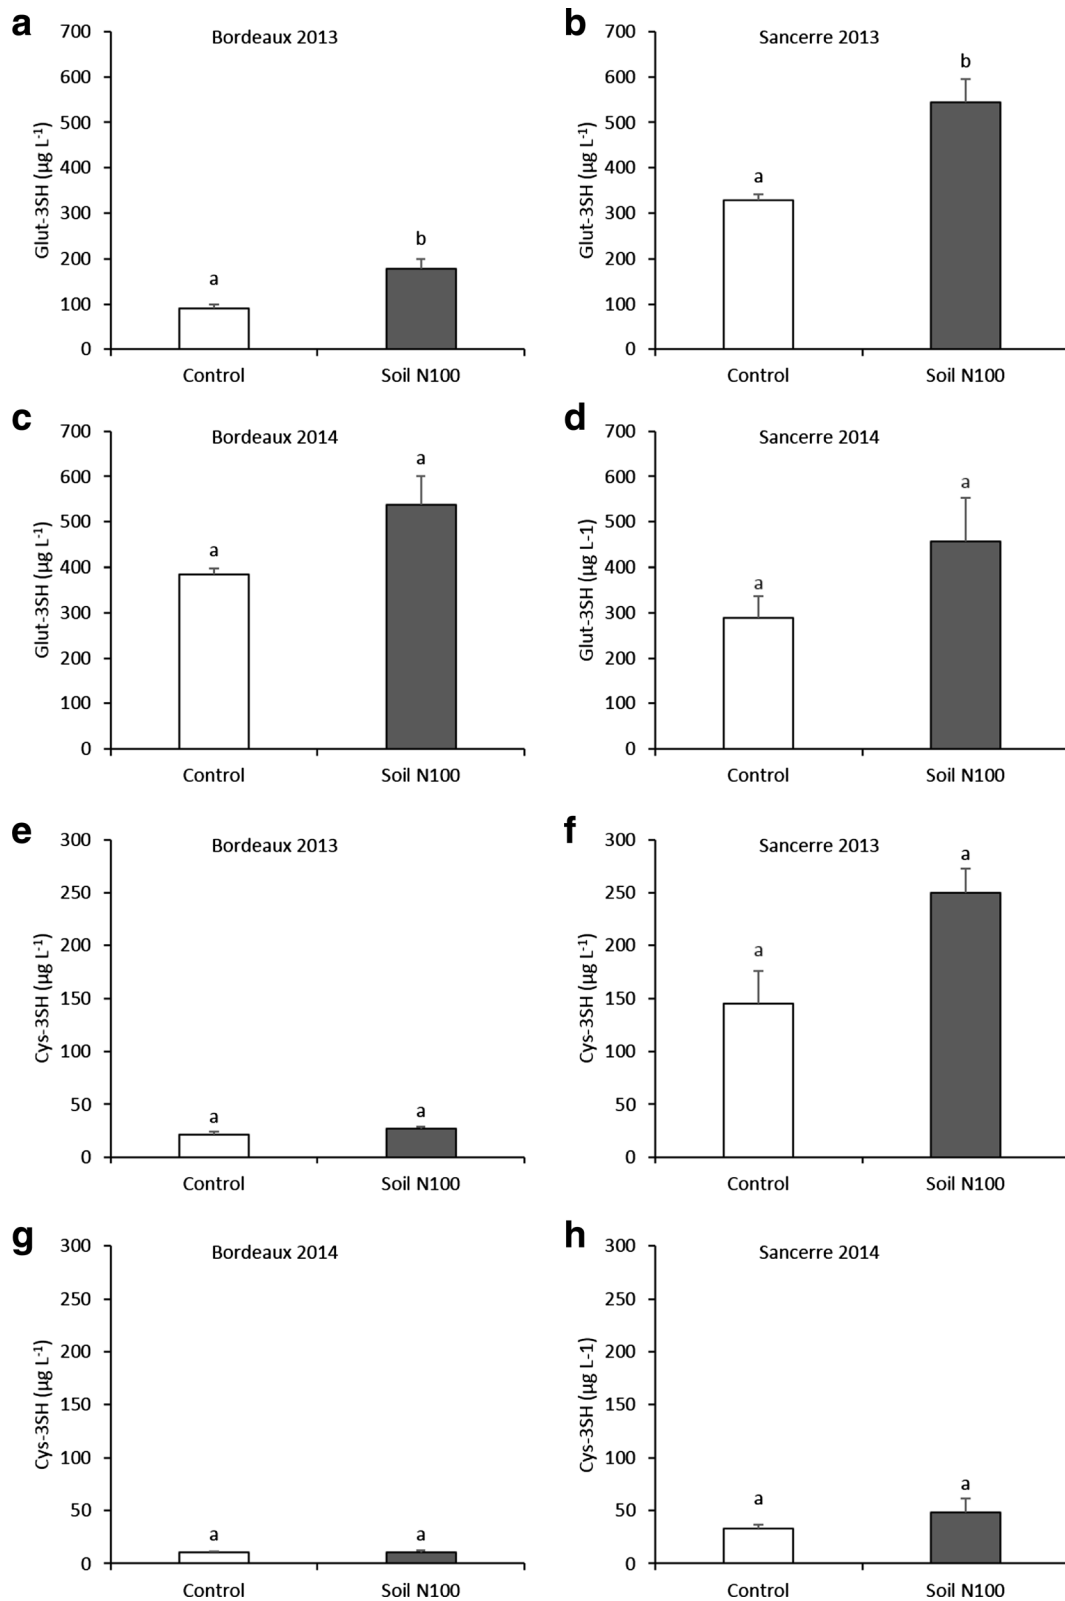 a
Bordeaux 2013
700
600
500
400
300
200
100
0
Glut-3SH (µg L⁻¹)
a
b
Control
Soil N100
b
Sancerre 2013
700
600
500
400
300
200
100
0
Glut-3SH (µg L⁻¹)
a
b
Control
Soil N100
c
Bordeaux 2014
700
600
500
400
300
200
100
0
Glut-3SH (µg L⁻¹)
a
a
Control
Soil N100
d
Sancerre 2014
700
600
500
400
300
200
100
0
Glut-3SH (µg L-1)
a
a
Control
Soil N100
e
Bordeaux 2013
300
250
200
150
100
50
0
Cys-3SH (µg L⁻¹)
a
a
Control
Soil N100
f
Sancerre 2013
300
250
200
150
100
50
0
Cys-3SH (µg L⁻¹)
a
a
Control
Soil N100
g
Bordeaux 2014
300
250
200
150
100
50
0
Cys-3SH (µg L⁻¹)
a
a
Control
Soil N100
h
Sancerre 2014
300
250
200
150
100
50
0
Cys-3SH (µg L-1)
a
a
Control
Soil N100